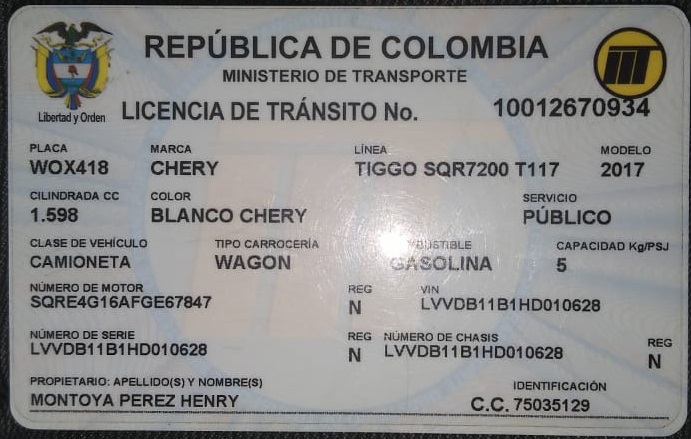 REPÚBLICA DE COLOMBIA
MINISTERIO DE TRANSPORTE
Libertad y Orden
LICENCIA DE TRÁNSITO No. 10012670934
PLACA MARCA LÍNEA MODELO
WOX418 CHERY TIGGO SQR7200 T117 2017
CILINDRADA CC COLOR SERVICIO
1.598 BLANCO CHERY PÚBLICO
CLASE DE VEHÍCULO TIPO CARROCERÍA CAPACIDAD Kg/PSJ
CAMIONETA WAGON GASOLINA 5
NÚMERO DE MOTOR REG VIN
SQRE4G16AFGE67847 N LVVDB11B1HD010628
NÚMERO DE SERIE REG NÚMERO DE CHASIS REG
LVVDB11B1HD010628 N LVVDB11B1HD010628 N
PROPIETARIO: APELLIDO(S) Y NOMBRE(S) IDENTIFICACIÓN
MONTOYA PEREZ HENRY C.C. 75035129